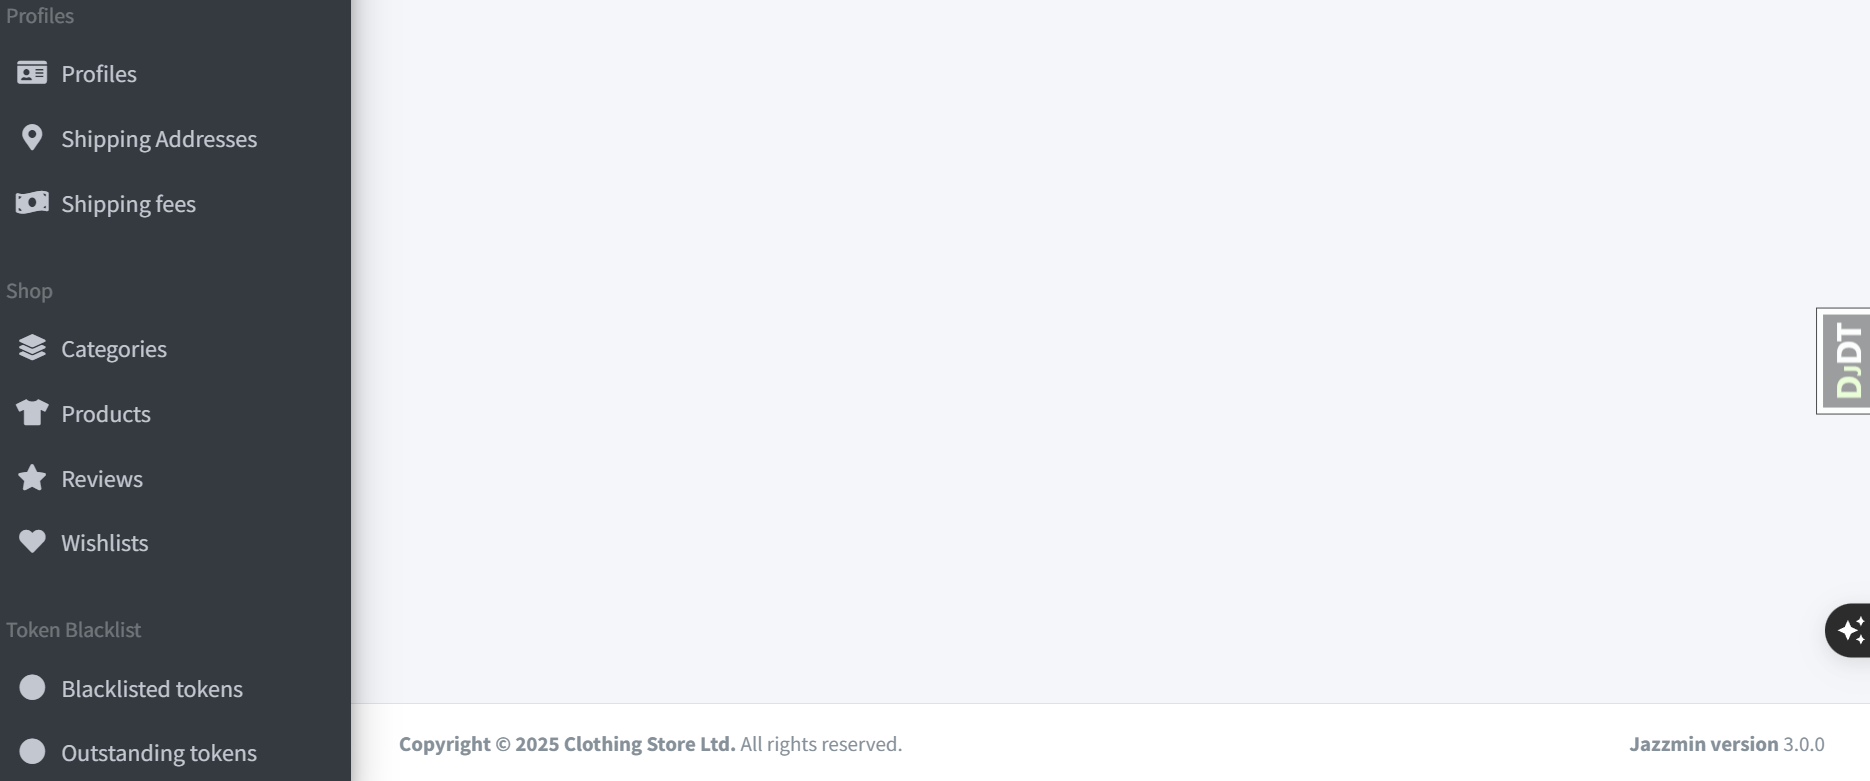 Profiles
Profiles
Shipping Addresses
Shipping fees
Shop
Categories
Products
Reviews
Wishlists
Token Blacklist
Blacklisted tokens
Outstanding tokens
DJDT
Copyright © 2025 Clothing Store Ltd. All rights reserved.
Jazzmin version 3.0.0